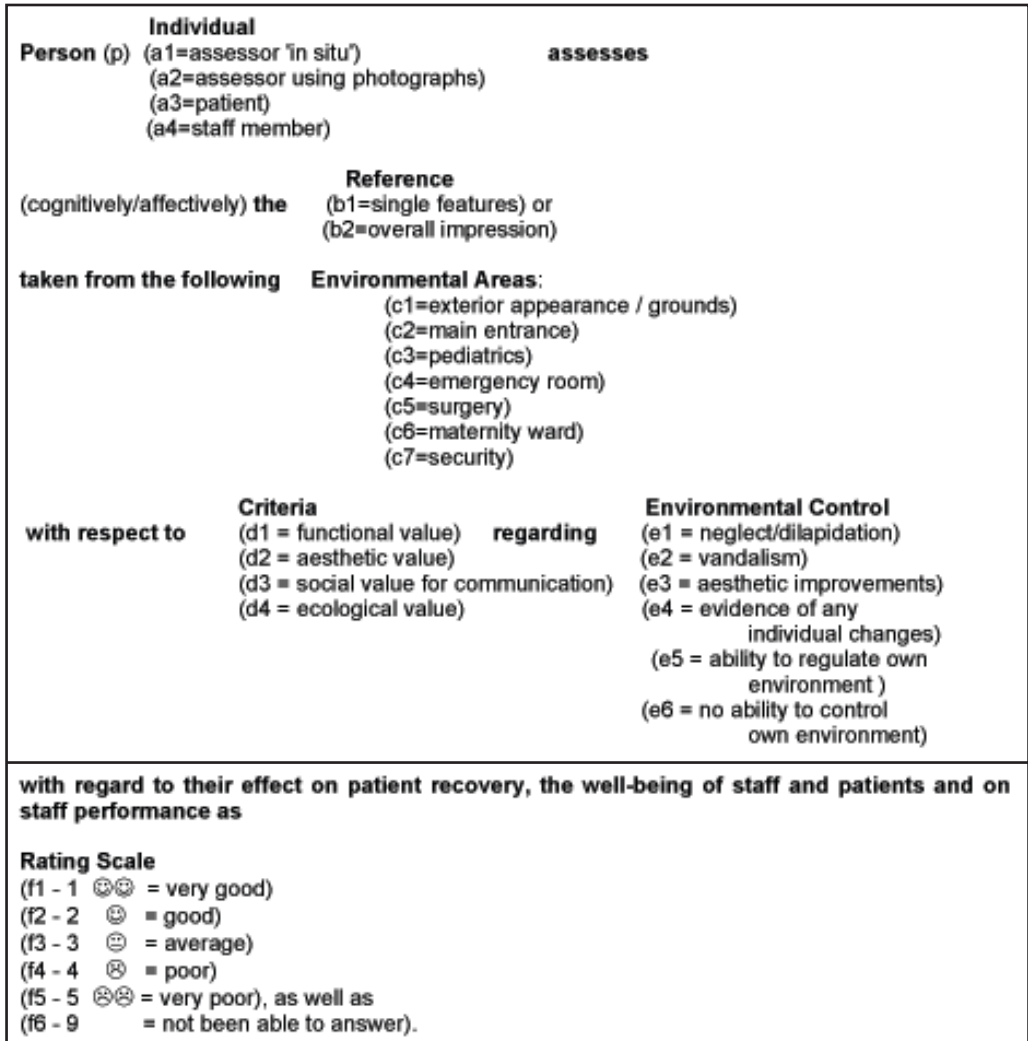 Individual
Person (p) (a1=assessor 'in situ') assesses
(a2=assessor using photographs)
(a3=patient)
(a4=staff member)
Reference
(cognitively/affectively) the (b1=single features) or
(b2=overall impression)
taken from the following Environmental Areas:
(c1=exterior appearance / grounds)
(c2=main entrance)
(c3=pediatrics)
(c4=emergency room)
(c5=surgery)
(c6=maternity ward)
(c7=security)
Criteria Environmental Control
with respect to (d1 = functional value) regarding (e1 = neglect/dilapidation)
(d2 = aesthetic value) (e2 = vandalism)
(d3 = social value for communication) (e3 = aesthetic improvements)
(d4 = ecological value) (e4 = evidence of any
individual changes)
(e5 = ability to regulate own
environment )
(e6 = no ability to control
own environment)
with regard to their effect on patient recovery, the well-being of staff and patients and on
staff performance as
Rating Scale
(f1 - 1 ☺☺ = very good)
(f2 - 2 ☺ = good)
(f3 - 3 😐 = average)
(f4 - 4 ☹ = poor)
(f5 - 5 ☹☹ = very poor), as well as
(f6 - 9 = not been able to answer).